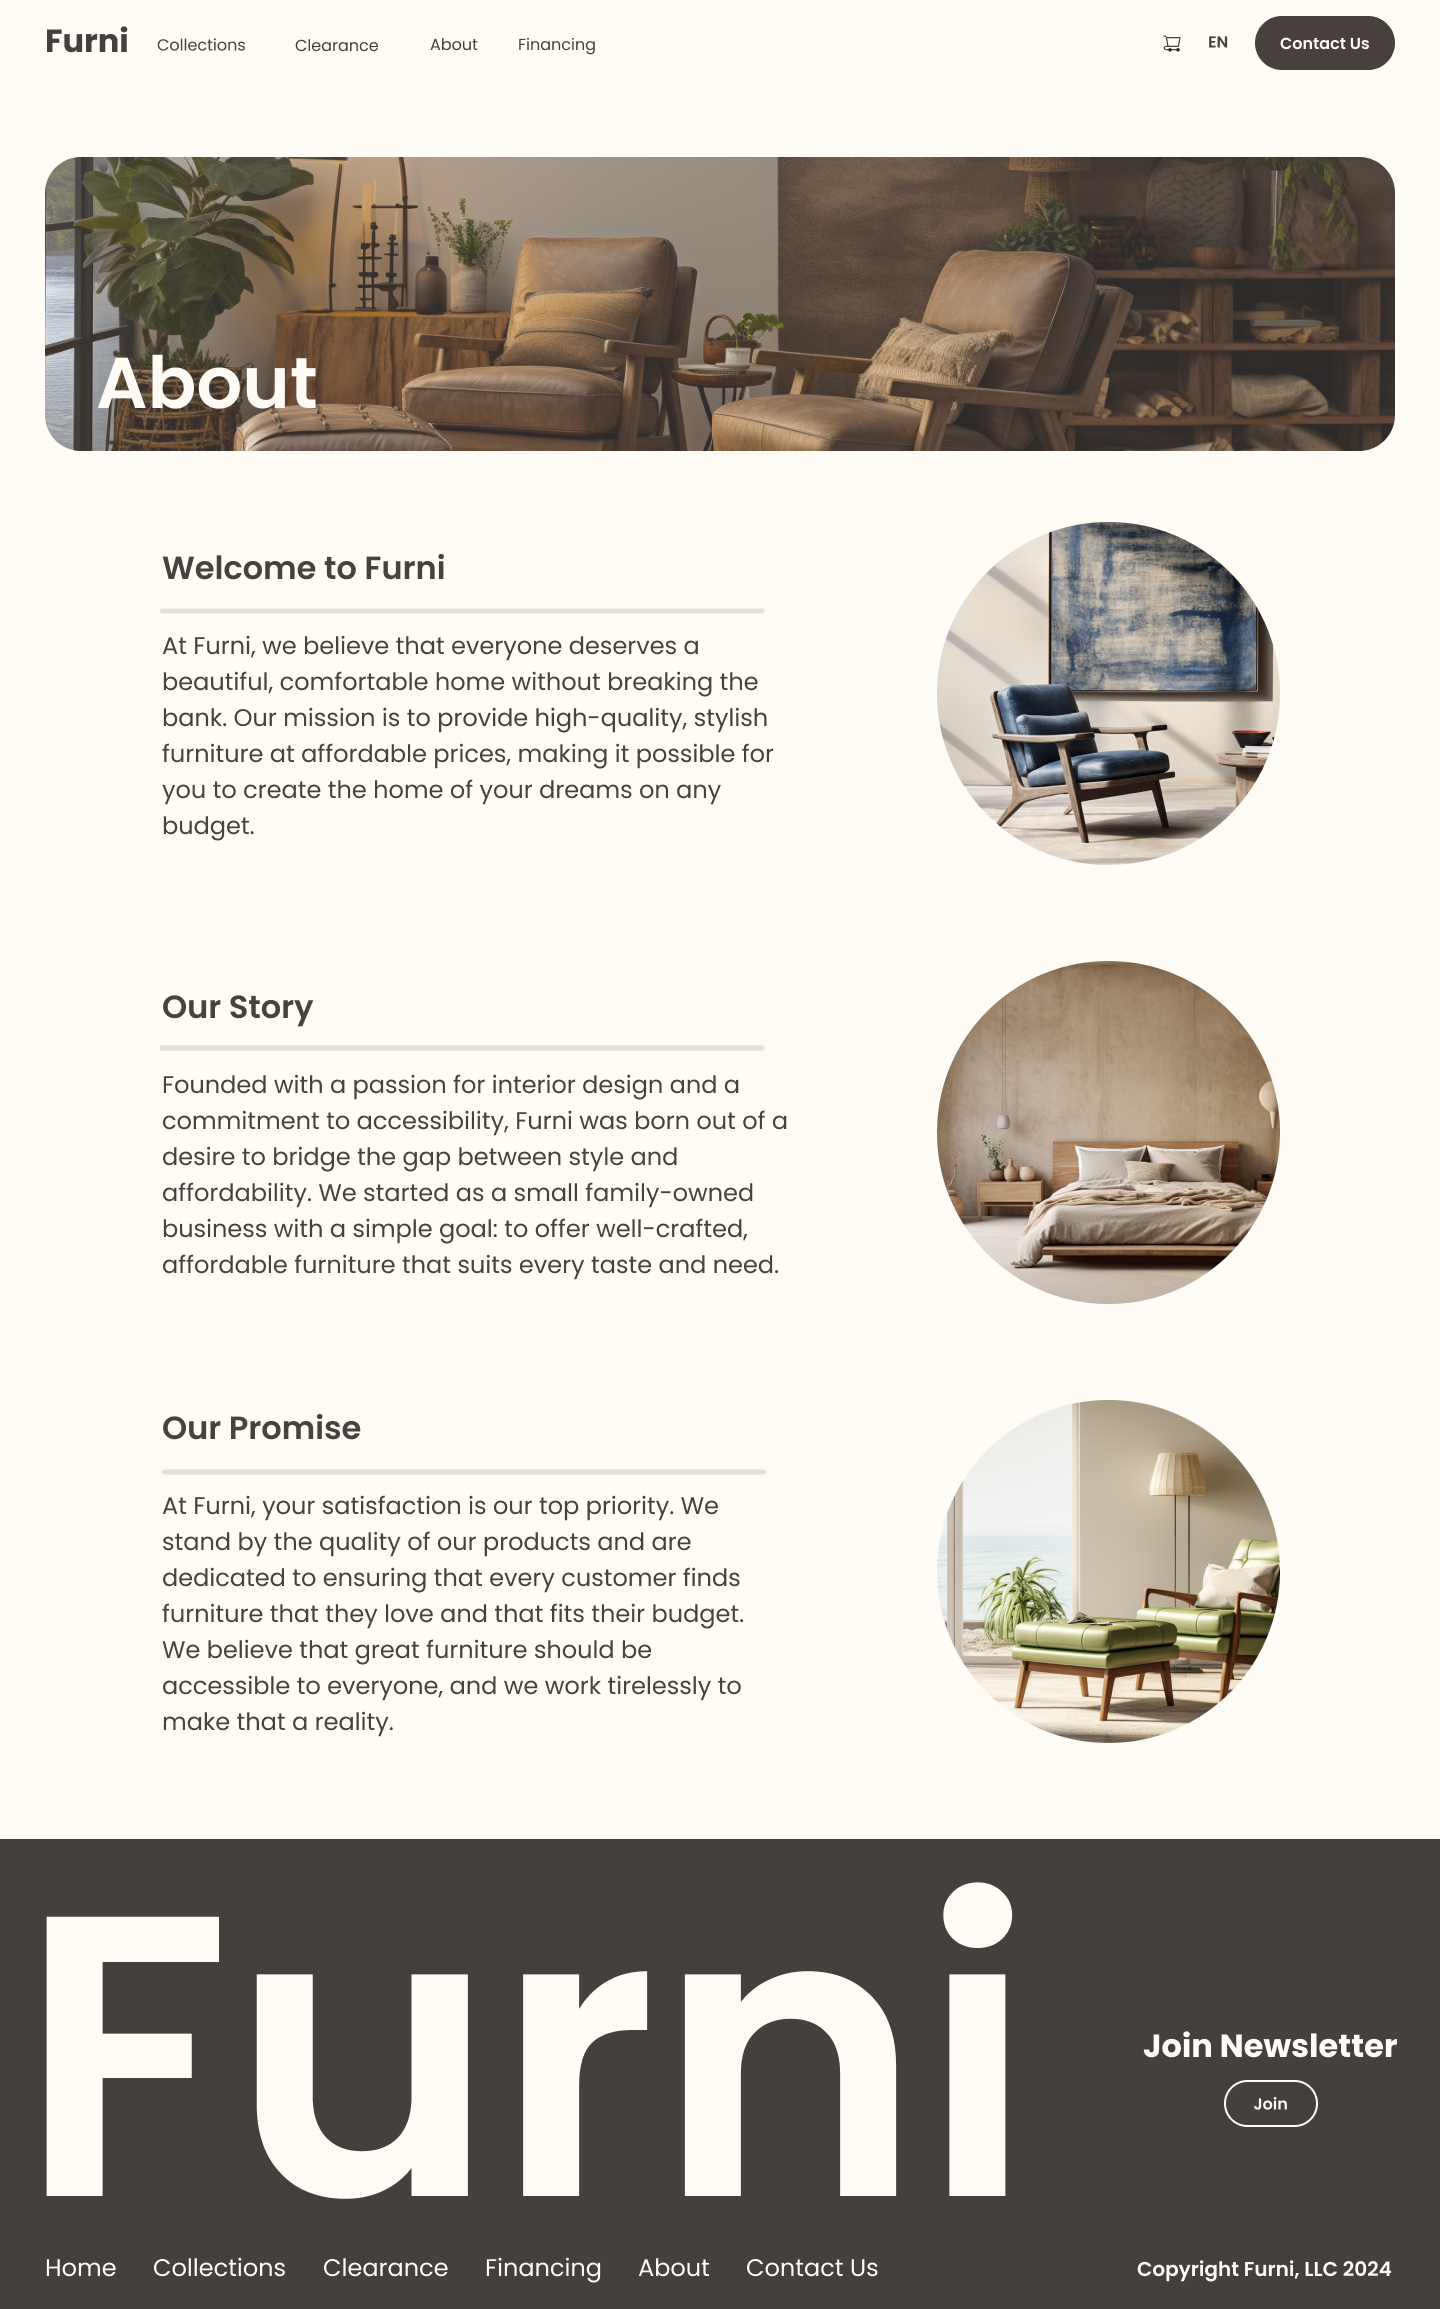 Furni Collections Clearance About Financing EN Contact Us
About
Welcome to Furni
At Furni, we believe that everyone deserves a
beautiful, comfortable home without breaking the
bank. Our mission is to provide high-quality, stylish
furniture at affordable prices, making it possible for
you to create the home of your dreams on any
budget.
Our Story
Founded with a passion for interior design and a
commitment to accessibility, Furni was born out of a
desire to bridge the gap between style and
affordability. We started as a small family-owned
business with a simple goal: to offer well-crafted,
affordable furniture that suits every taste and need.
Our Promise
At Furni, your satisfaction is our top priority. We
stand by the quality of our products and are
dedicated to ensuring that every customer finds
furniture that they love and that fits their budget.
We believe that great furniture should be
accessible to everyone, and we work tirelessly to
make that a reality.
Furni
Join Newsletter
Join
Home Collections Clearance Financing About Contact Us
Copyright Furni, LLC 2024